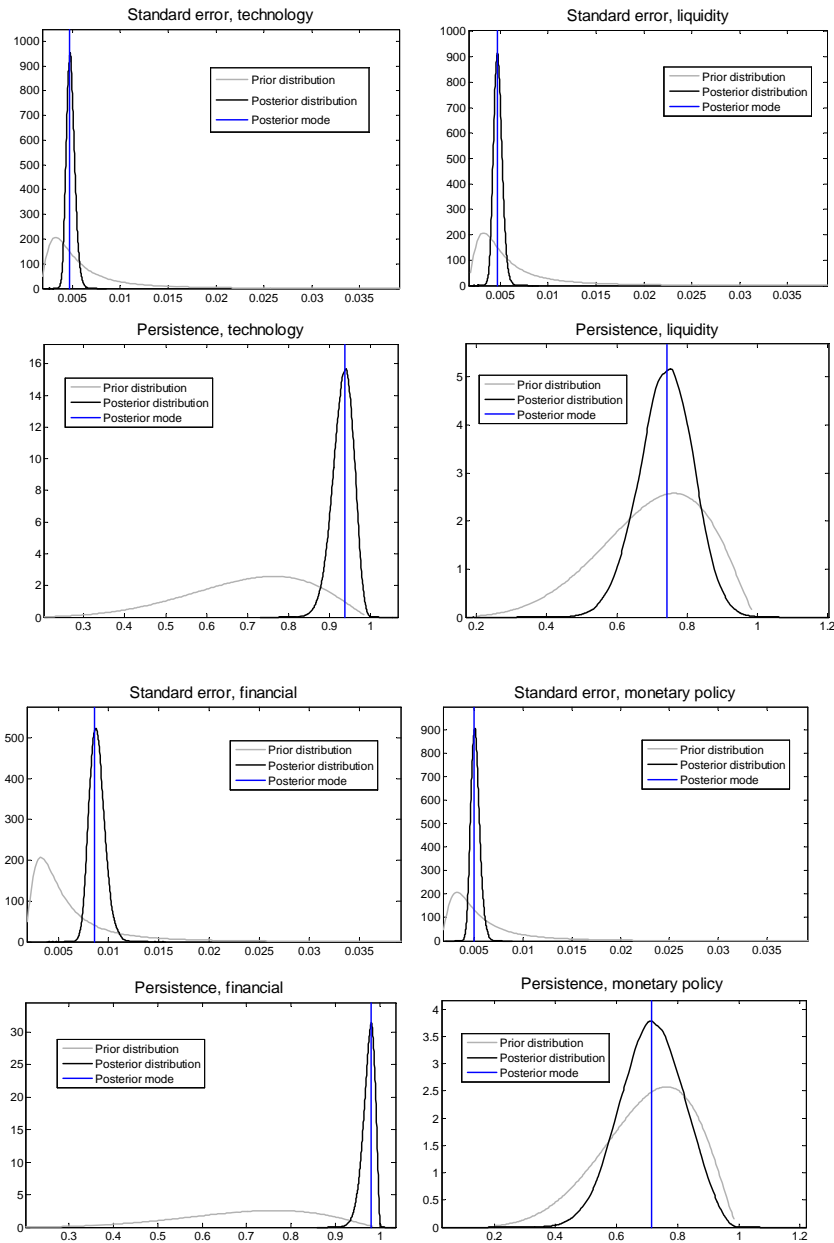 Standard error, technology
1000
900
800
700
600
500
400
300
200
100
0
0.005 0.01 0.015 0.02 0.025 0.03 0.035
Prior distribution
Posterior distribution
Posterior mode
Standard error, liquidity
1000
900
800
700
600
500
400
300
200
100
0
0.005 0.01 0.015 0.02 0.025 0.03 0.035
Prior distribution
Posterior distribution
Posterior mode
Persistence, technology
16
14
12
10
8
6
4
2
0
0.3 0.4 0.5 0.6 0.7 0.8 0.9 1
Prior distribution
Posterior distribution
Posterior mode
Persistence, liquidity
5
4
3
2
1
0
0.2 0.4 0.6 0.8 1 1.2
Prior distribution
Posterior distribution
Posterior mode
Standard error, financial
500
400
300
200
100
0
0.005 0.01 0.015 0.02 0.025 0.03 0.035
Prior distribution
Posterior distribution
Posterior mode
Standard error, monetary policy
900
800
700
600
500
400
300
200
100
0
0.005 0.01 0.015 0.02 0.025 0.03 0.035
Prior distribution
Posterior distribution
Posterior mode
Persistence, financial
30
25
20
15
10
5
0
0.3 0.4 0.5 0.6 0.7 0.8 0.9 1
Prior distribution
Posterior distribution
Posterior mode
Persistence, monetary policy
4
3.5
3
2.5
2
1.5
1
0.5
0
0.2 0.4 0.6 0.8 1 1.2
Prior distribution
Posterior distribution
Posterior mode